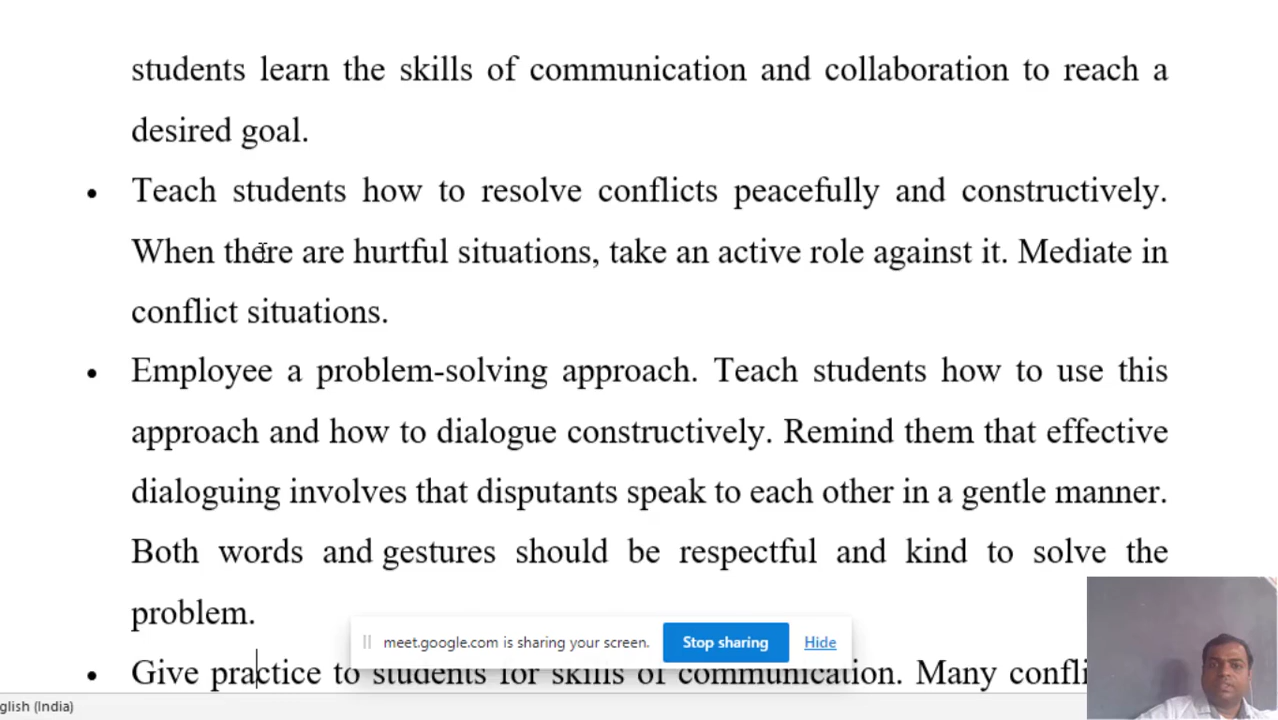 students learn the skills of communication and collaboration to reach a
desired goal.
• Teach students how to resolve conflicts peacefully and constructively.
When there are hurtful situations, take an active role against it. Mediate in
conflict situations.
• Employee a problem-solving approach. Teach students how to use this
approach and how to dialogue constructively. Remind them that effective
dialoguing involves that disputants speak to each other in a gentle manner.
Both words and gestures should be respectful and kind to solve the
problem.
meet.google.com is sharing your screen. Stop sharing Hide
• Give practice to students for skills of communication. Many
glish (India)